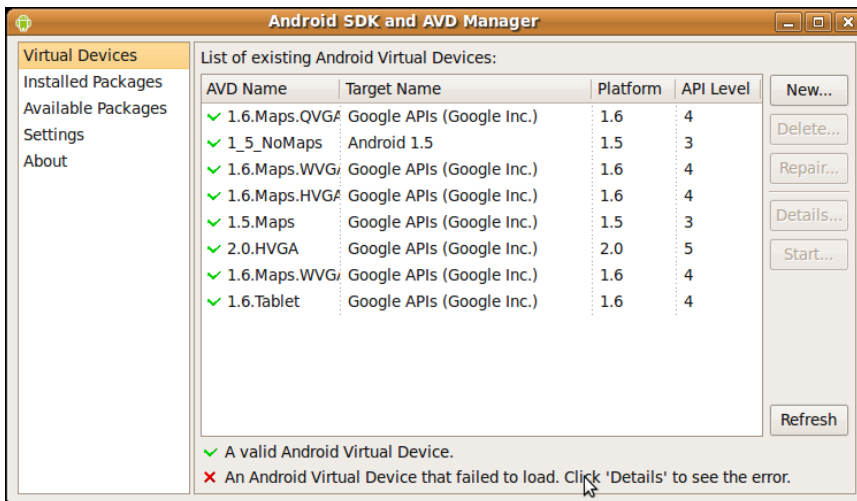 Android SDK and AVD Manager
Virtual Devices
Installed Packages
Available Packages
Settings
About
List of existing Android Virtual Devices:
AVD Name Target Name Platform API Level
1.6.Maps.QVGA Google APIs (Google Inc.) 1.6 4
1_5_NoMaps Android 1.5 1.5 3
1.6.Maps.WVGA Google APIs (Google Inc.) 1.6 4
1.6.Maps.HVGA Google APIs (Google Inc.) 1.6 4
1.5.Maps Google APIs (Google Inc.) 1.5 3
2.0.HVGA Google APIs (Google Inc.) 2.0 5
1.6.Maps.WVGA Google APIs (Google Inc.) 1.6 4
1.6.Tablet Google APIs (Google Inc.) 1.6 4
New...
Delete...
Repair...
Details...
Start...
Refresh
A valid Android Virtual Device.
An Android Virtual Device that failed to load. Click 'Details' to see the error.